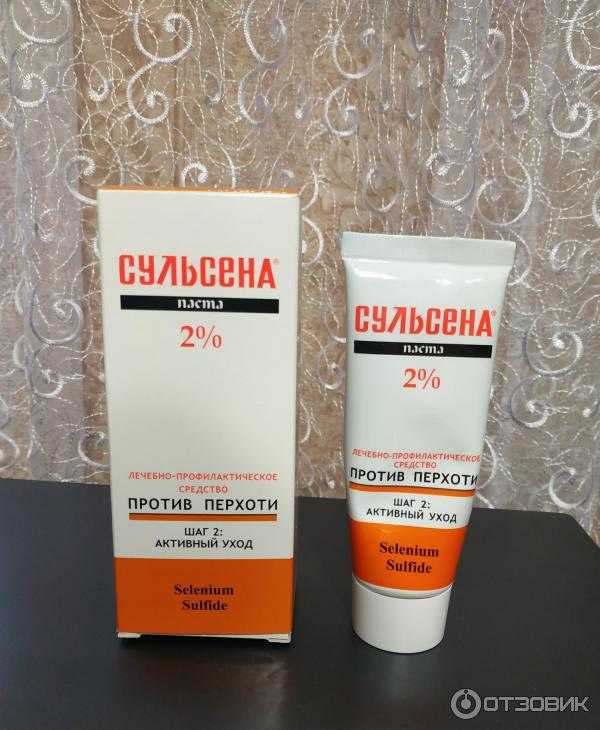 СУЛЬСЕНА®
паста
2%
ЛЕЧЕБНО-ПРОФИЛАКТИЧЕСКОЕ
СРЕДСТВО
ПРОТИВ ПЕРХОТИ
ШАГ 2:
АКТИВНЫЙ УХОД
Selenium
Sulfide
СУЛЬСЕНА®
паста
2%
ЛЕЧЕБНО-ПРОФИЛАКТИЧЕСКОЕ
СРЕДСТВО
ПРОТИВ ПЕРХОТИ
ШАГ 2:
АКТИВНЫЙ УХОД
Selenium
Sulfide
ОТЗОВИК